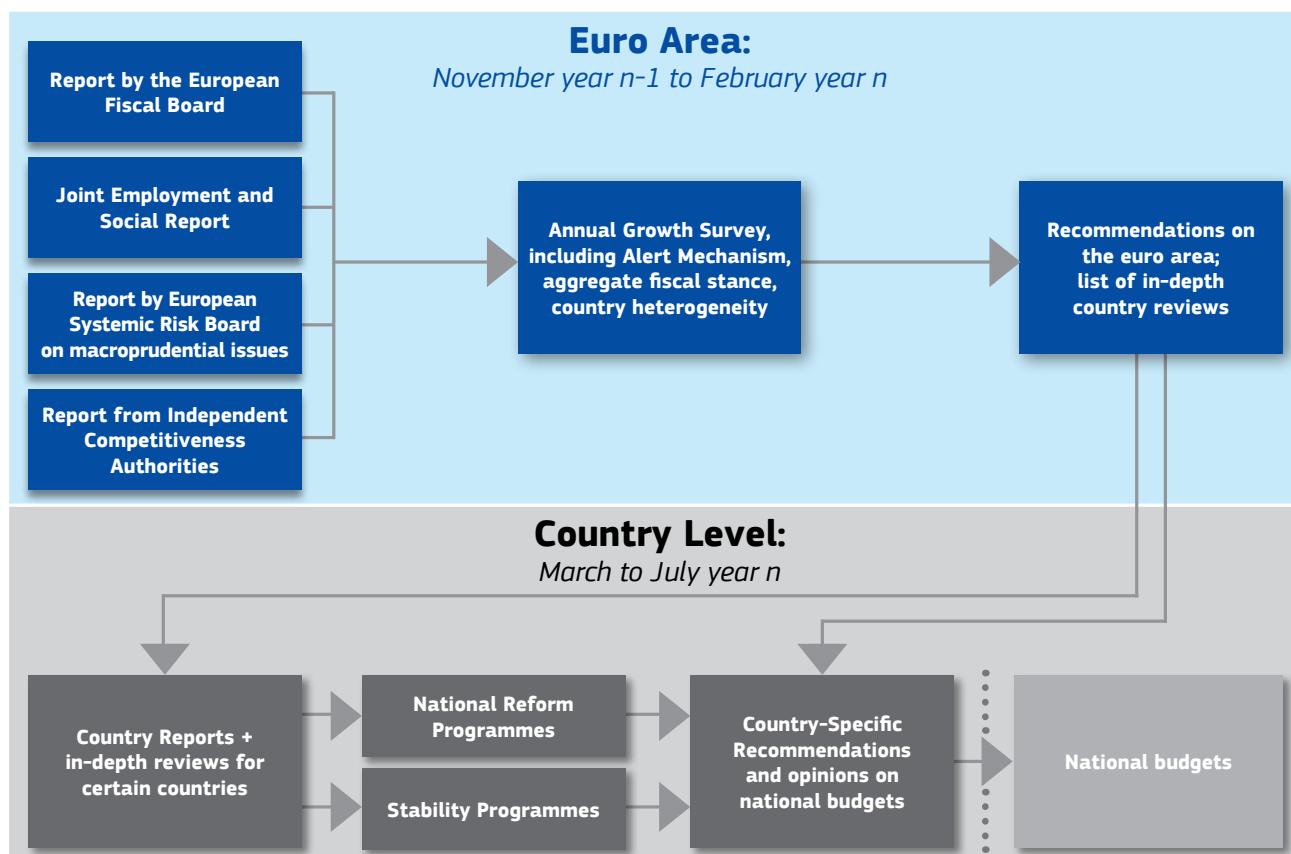 Euro Area:
November year n-1 to February year n
Report by the European
Fiscal Board
Joint Employment and
Social Report
Report by European
Systemic Risk Board
on macroprudential issues
Report from Independent
Competitiveness
Authorities
Annual Growth Survey,
including Alert Mechanism,
aggregate fiscal stance,
country heterogeneity
Recommendations on
the euro area;
list of in-depth
country reviews
Country Level:
March to July year n
Country Reports +
in-depth reviews for
certain countries
National Reform
Programmes
Stability Programmes
Country-Specific
Recommendations
and opinions on
national budgets
National budgets